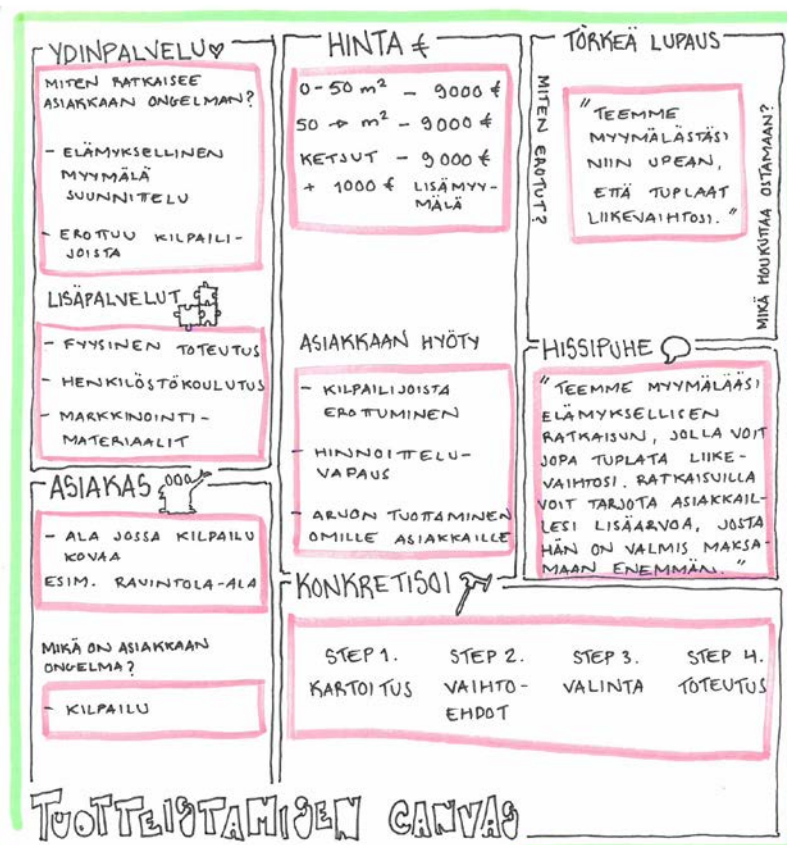 YDINPALVELU
MITEN RATKAISEE
ASIAKKAAN ONGELMAN?
- ELÄMYKSELLINEN
MYYMÄLÄ
SUUNNITTELU
- EROTTUU KILPAILI-
JOISTA
LISÄPALVELUT
- FYYSINEN TOTEUTUS
- HENKILÖSTÖKOULUTUS
- MARKKINOINTI-
MATERIAALIT
ASIAKAS
- ALA JOSSA KILPAILU
KOVAA
ESIM. RAVINTOLA-ALA
MIKÄ ON ASIAKKAAN
ONGELMA?
- KILPAILU
HINTA €
0-50 m² - 9000 €
50 → m² - 9000 €
KETJUT - 9000 €
+ 1000 € LISÄMYY-
MÄLÄ
ASIAKKAAN HYÖTY
- KILPAILIJOISTA
EROTTUMINEN
- HINNOITTELU-
VAPAUS
- ARVON TUOTTAMINEN
OMILLE ASIAKKAILLE
TÖRKEÄ LUPAUS
MITEN EROTUT?
"TEEMME
MYYMÄLÄSTÄSI
NIIN UPEAN,
ETTÄ TUPLAAT
LIIKEVAIHTOSI."
MIKÄ HOUKUTTAA OSTAMAAN?
HISSIPUHE
"TEEMME MYYMÄLÄÄSI
ELÄMYKSELLISEN
RATKAISUN, JOLLA VOIT
JOPA TUPLATA LIIKE-
VAIHTOSI. RATKAISUILLA
VOIT TARJOTA ASIAKKAIL-
LESI LISÄARVOA, JOSTA
HÄN ON VALMIS MAKSA-
MAAN ENEMMÄN."
KONKRETISOI
STEP 1. STEP 2. STEP 3. STEP 4.
KARTOITUS VAIHTO- VALINTA TOTEUTUS
EHDOT
TUOTTEISTAMISEN CANVAS